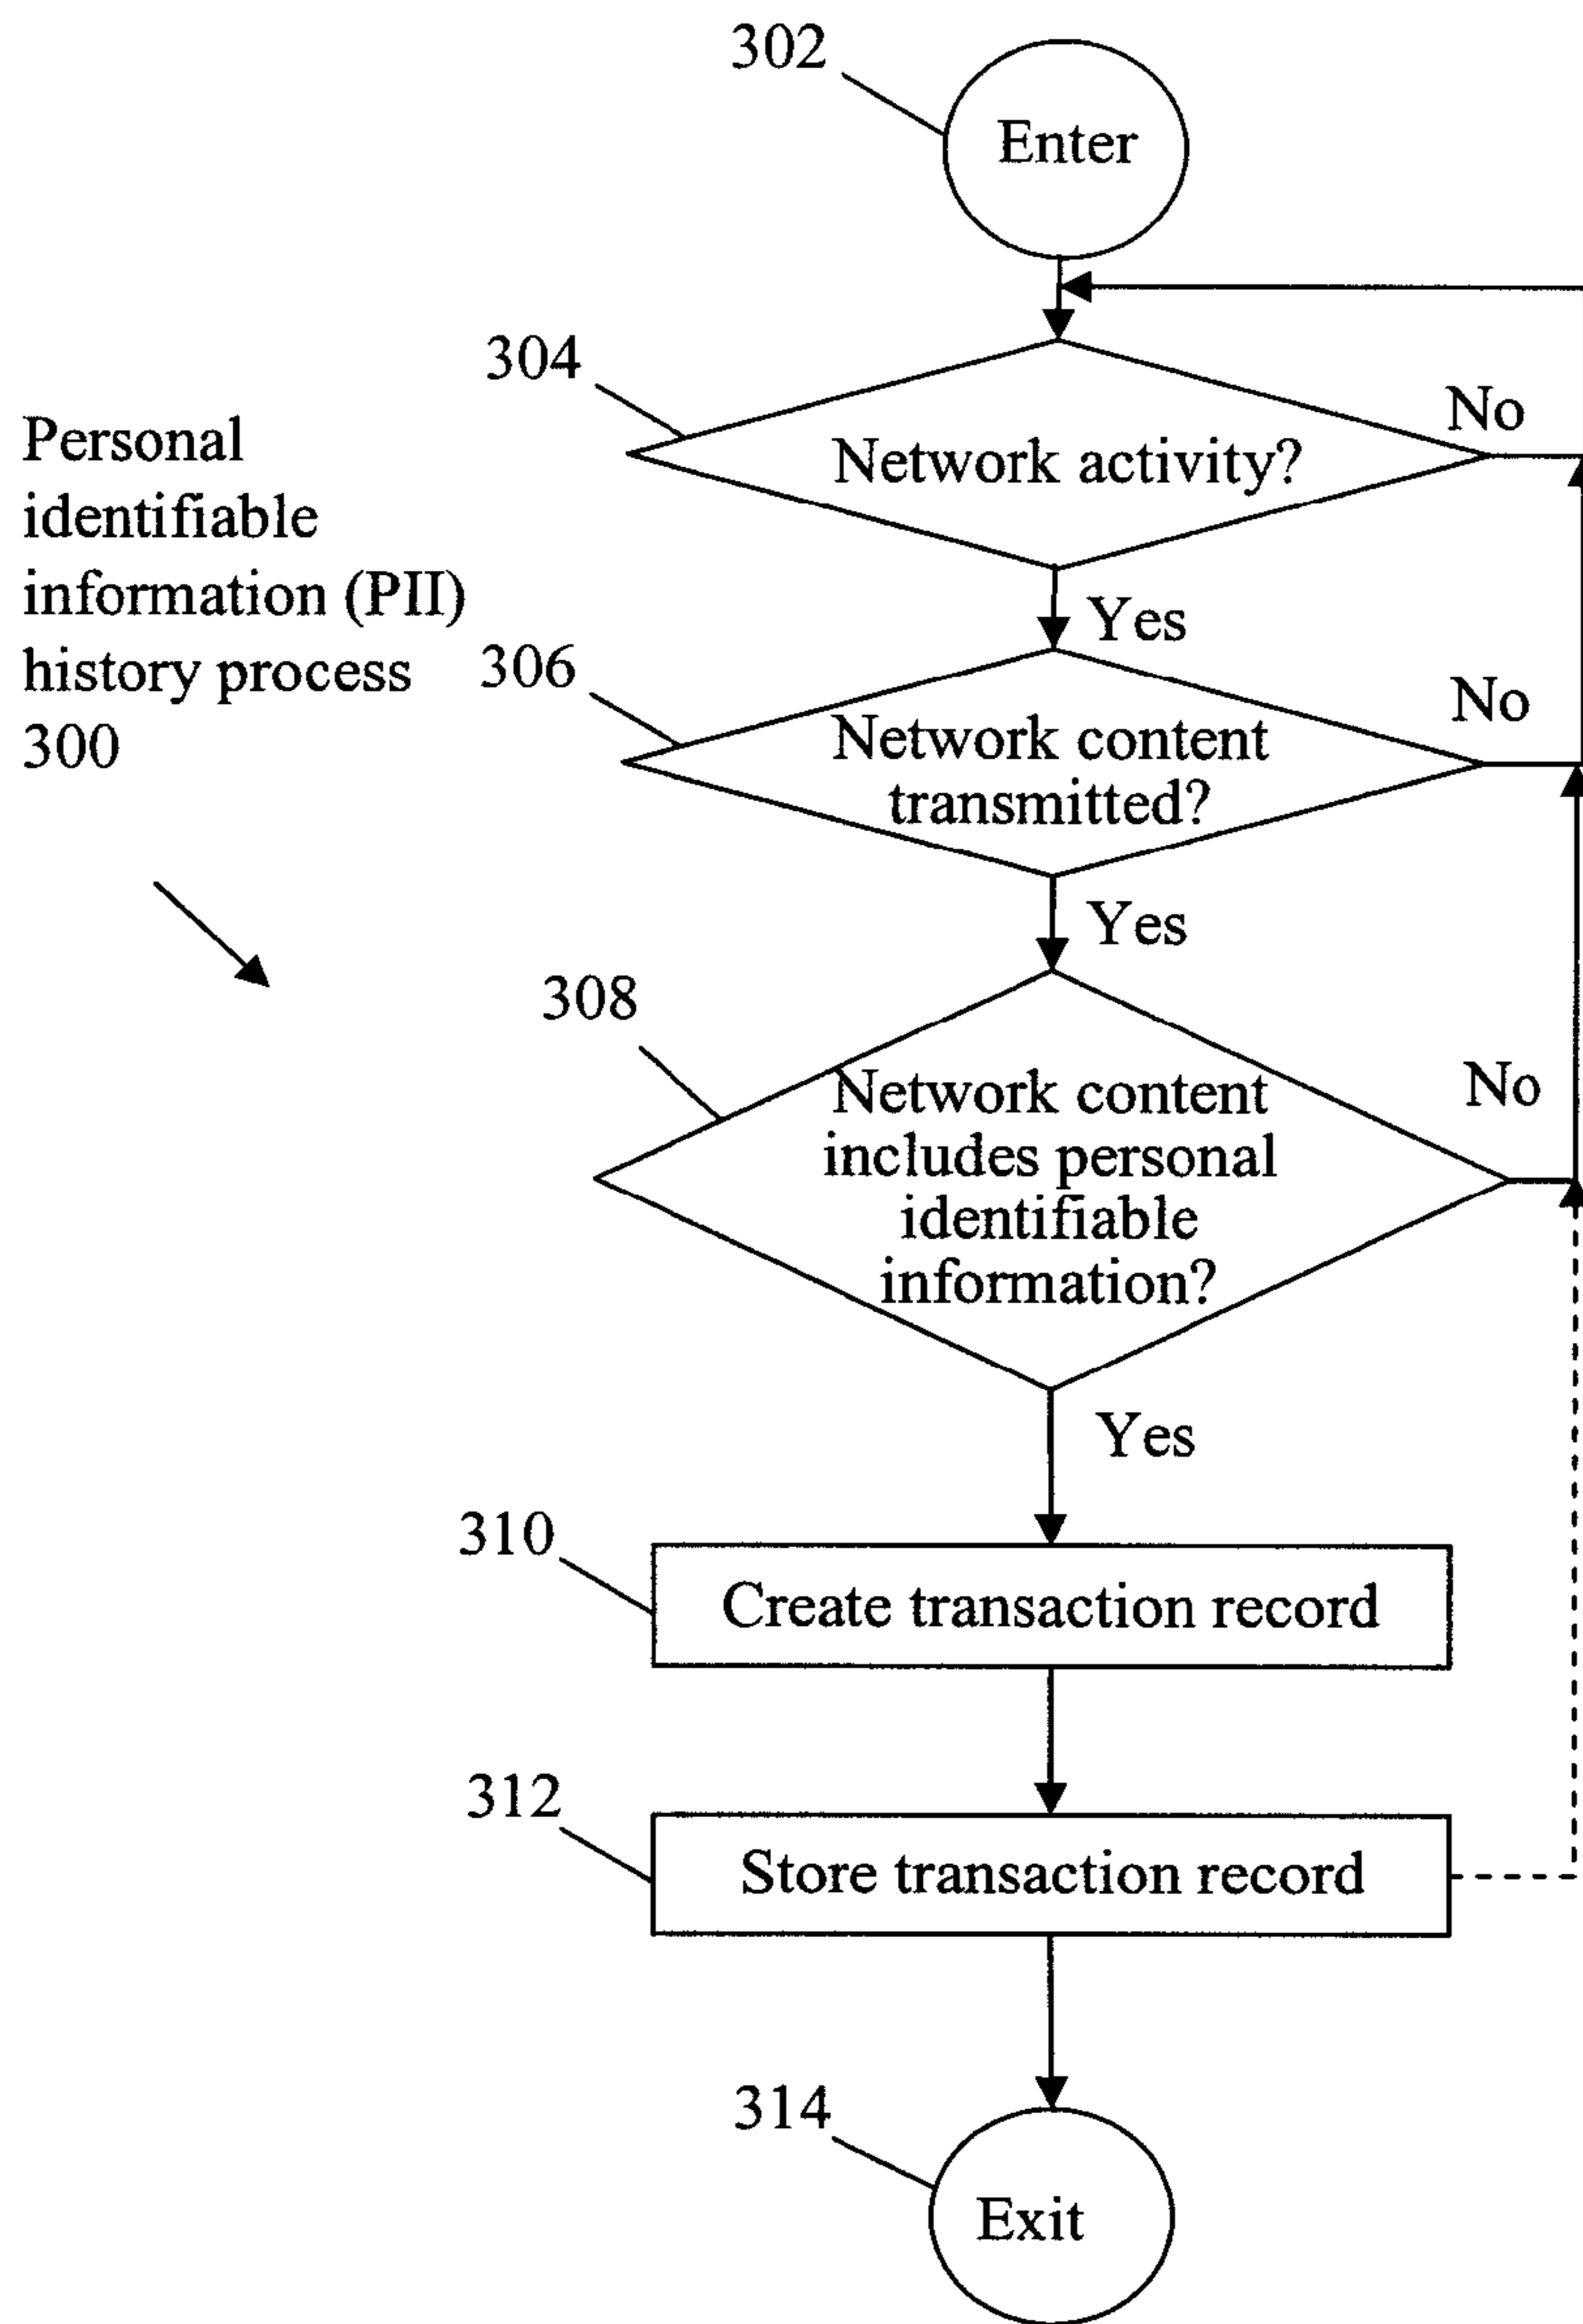 302
Enter
304
No
Network activity?
Personal
identifiable
information (PII)
history process
300
Yes
306
No
Network content
transmitted?
Yes
308
No
Network content
includes personal
identifiable
information?
Yes
310
Create transaction record
312
Store transaction record
314
Exit